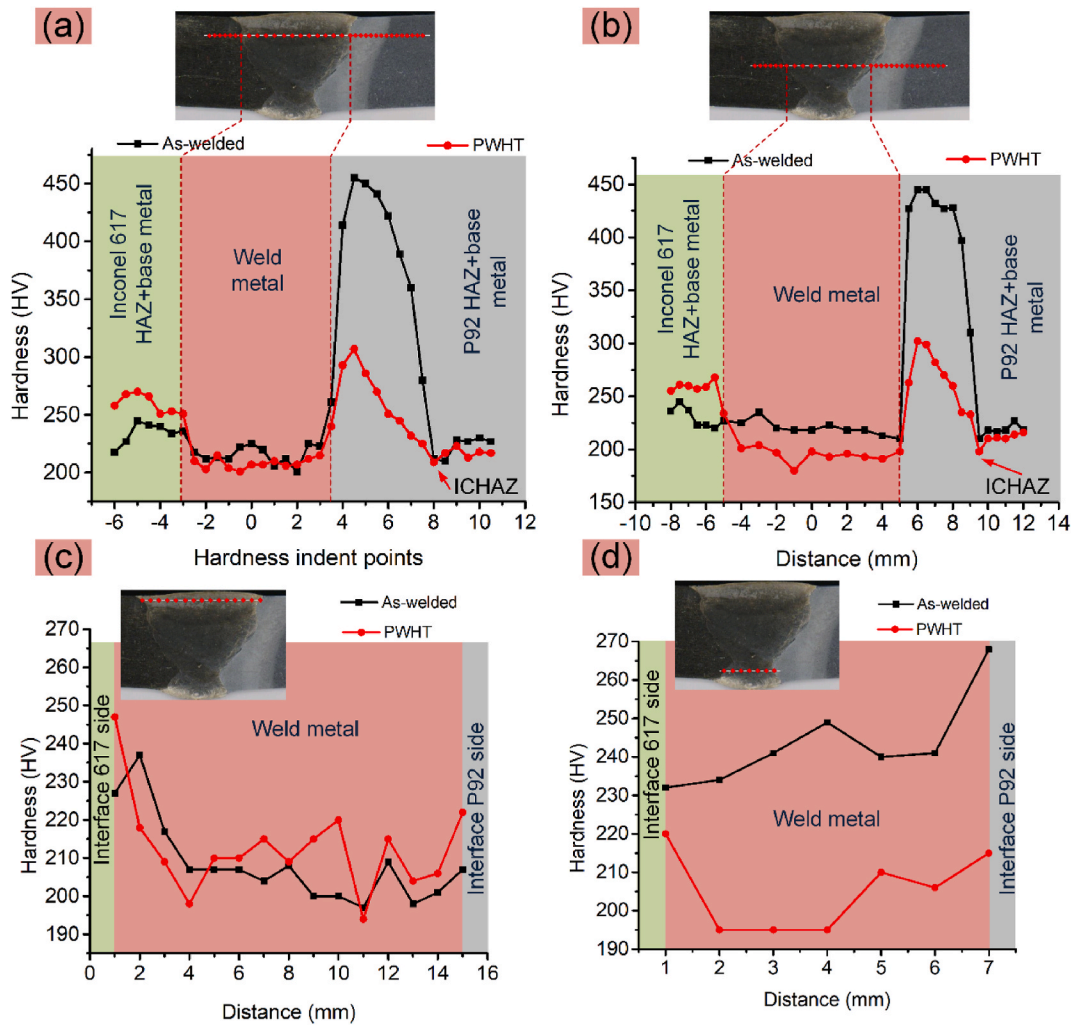 (a)
As-welded
PWHT
450
400
350
300
250
200
Hardness (HV)
Inconel 617
HAZ+base metal
Weld
metal
P92 HAZ+base
metal
ICHAZ
-6 -4 -2 0 2 4 6 8 10
Hardness indent points
(b)
As-welded
PWHT
450
400
350
300
250
200
150
Hardness (HV)
Inconel 617
HAZ+base metal
Weld metal
P92 HAZ+base
metal
ICHAZ
-10 -8 -6 -4 -2 0 2 4 6 8 10 12 14
Distance (mm)
(c)
As-welded
PWHT
270
260
250
240
230
220
210
200
190
Hardness (HV)
Interface 617 side
Weld metal
Interface P92 side
0 2 4 6 8 10 12 14 16
Distance (mm)
(d)
As-welded
PWHT
270
260
250
240
230
220
210
200
190
Hardness (HV)
Interface 617 side
Weld metal
Interface P92 side
1 2 3 4 5 6 7
Distance (mm)